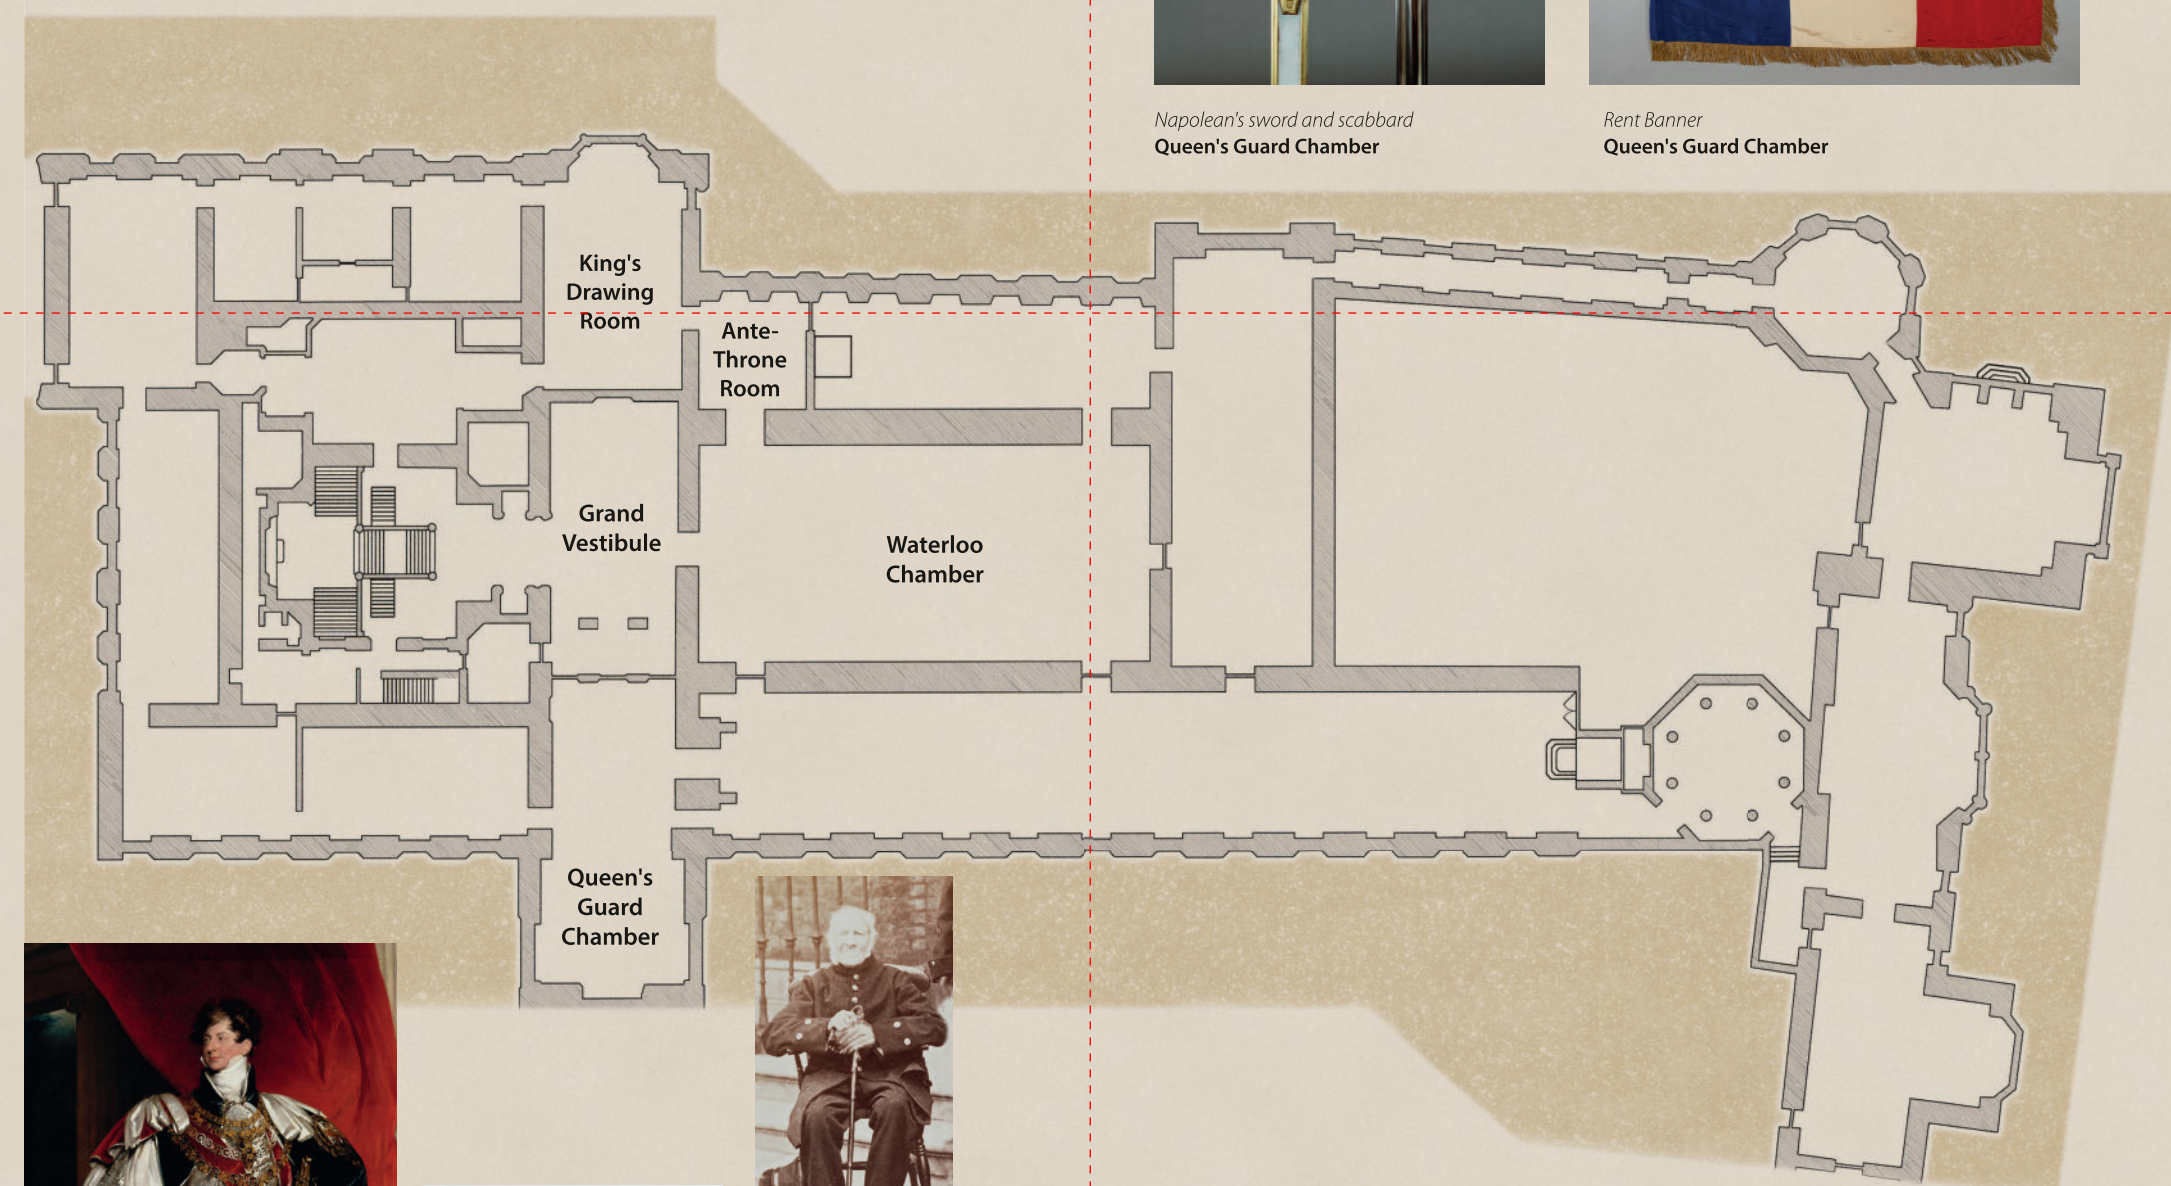 Napolean's sword and scabbard
Queen's Guard Chamber
Rent Banner
Queen's Guard Chamber
King's
Drawing
Room
Ante-
Throne
Room
Grand
Vestibule
Waterloo
Chamber
Queen's
Guard
Chamber